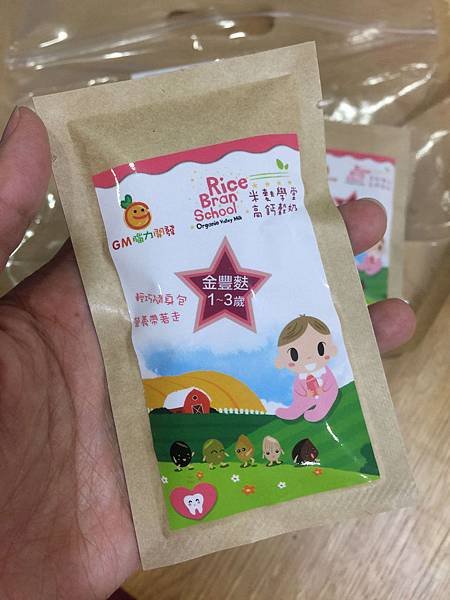 Rice
Bran
School
Organic Valley Milk
米麩學堂
高鈣穀奶
GM腦力開發
金豐麩
1~3歲
輕巧隨身包
營養帶著走